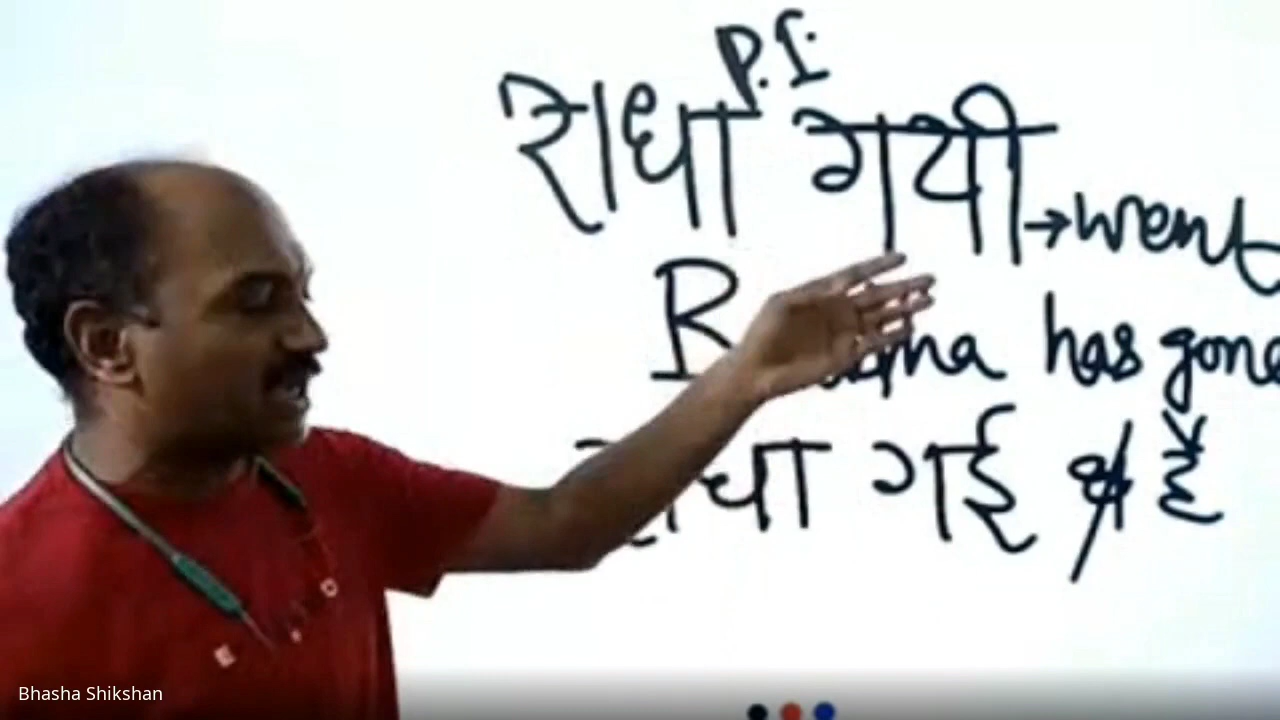 P.I.
राधा गयी → went
has gone
गई है
Bhasha Shikshan